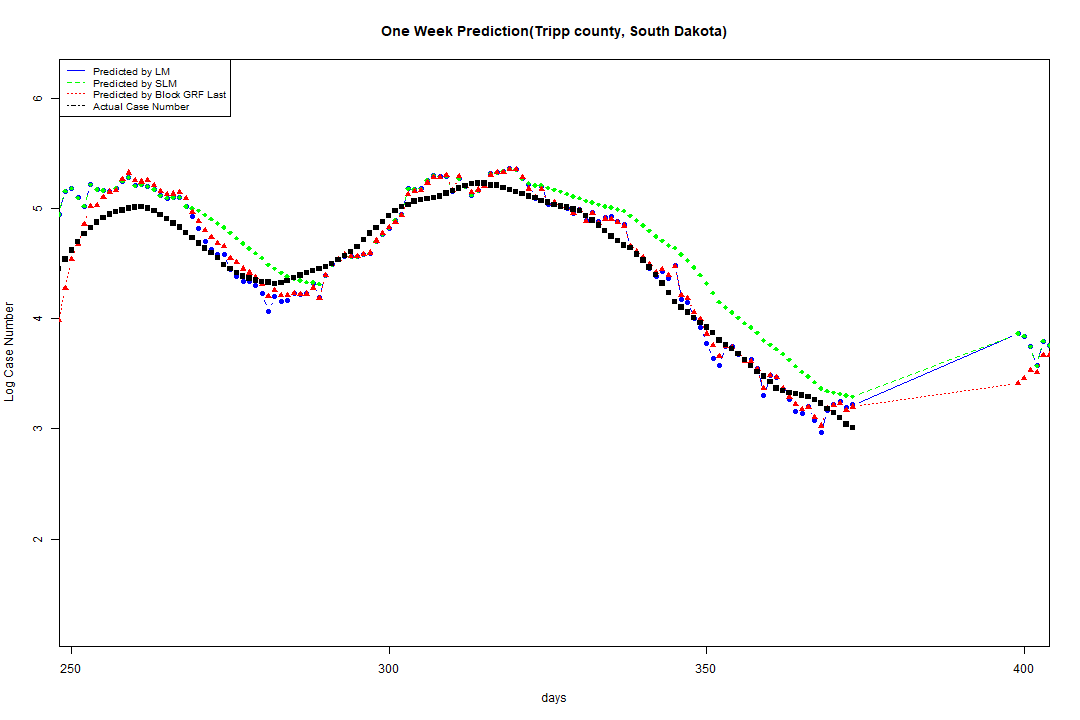 One Week Prediction(Tripp county, South Dakota)
Predicted by LM
Predicted by SLM
Predicted by Block GRF Last
Actual Case Number
6
5
4
3
2
Log Case Number
250
300
350
400
days